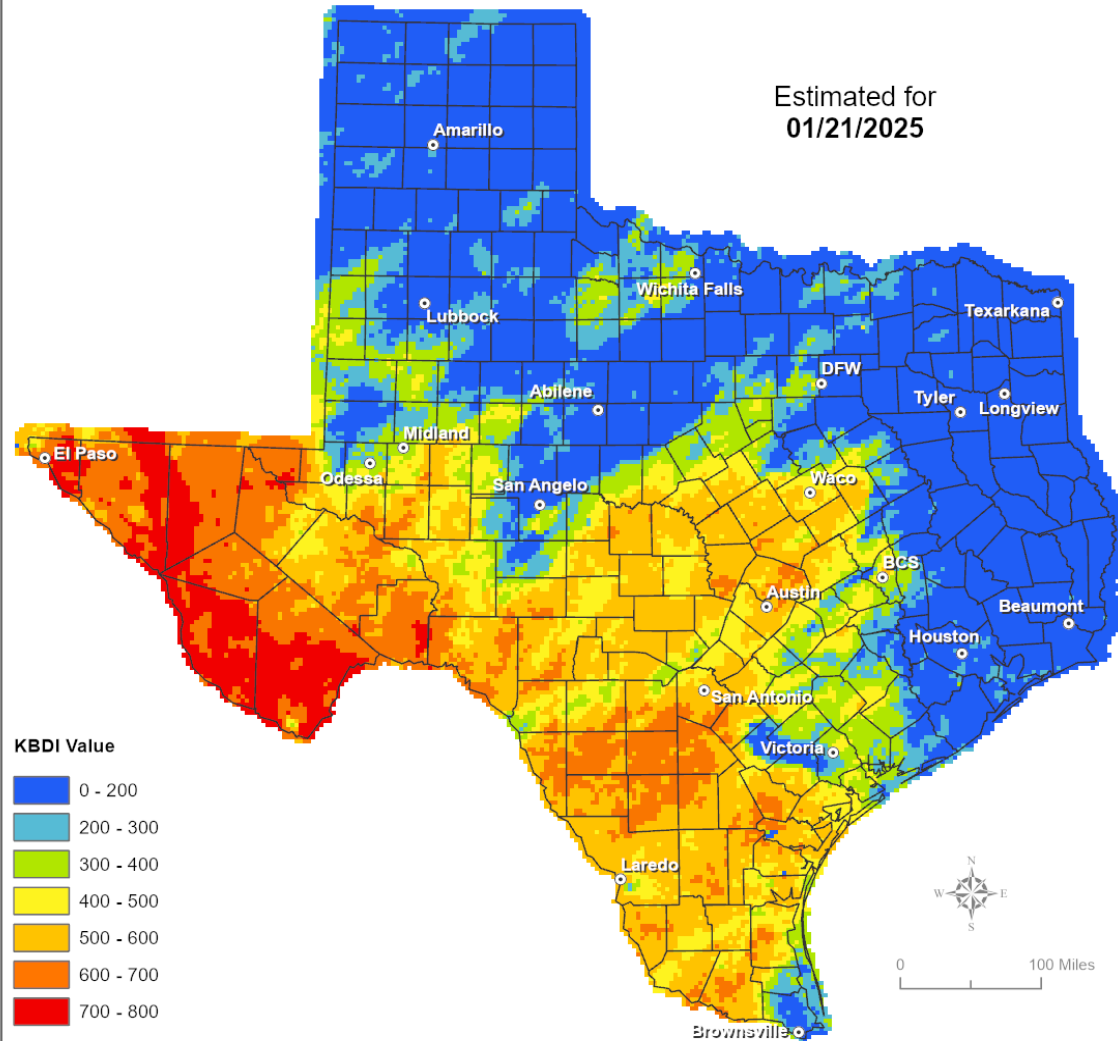 Estimated for
01/21/2025
Amarillo
Wichita Falls
Lubbock
Texarkana
DFW
Abilene
Tyler
Longview
Midland
El Paso
Odessa
San Angelo
Waco
BCS
Austin
Beaumont
Houston
San Antonio
Victoria
KBDI Value
0 - 200
200 - 300
300 - 400
400 - 500
500 - 600
600 - 700
700 - 800
Laredo
N
W E
S
0 100 Miles
Brownsville